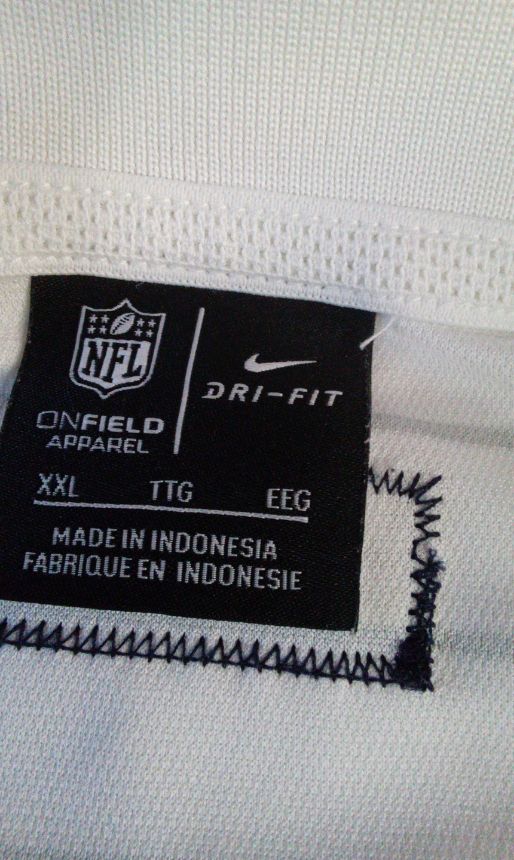 NFL
ONFIELD
APPAREL
DRI-FIT
XXL TTG EEG
MADE IN INDONESIA
FABRIQUE EN INDONESIE